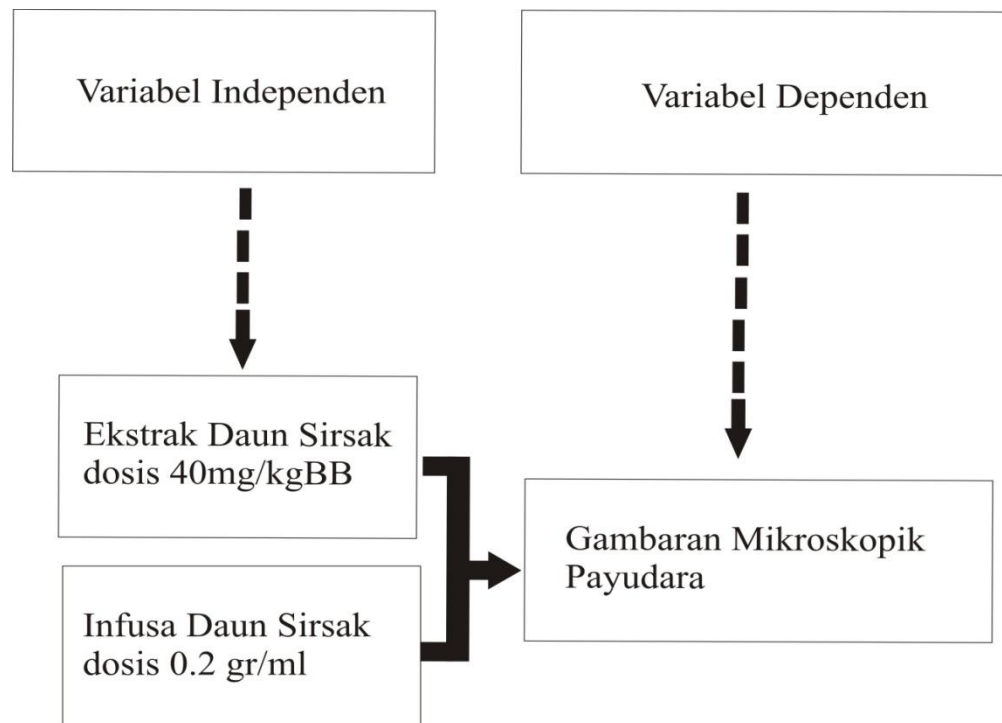 Variabel Independen
Variabel Dependen
Ekstrak Daun Sirsak
dosis 40mg/kgBB
Infusa Daun Sirsak
dosis 0.2 gr/ml
Gambaran Mikroskopik
Payudara